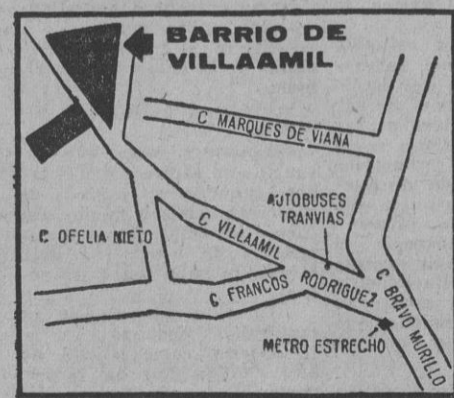 BARRIO DE
VILLAAMIL
C MARQUES DE VIANA
AUTOBUSES
TRANVIAS
C OFELIA NIETO
C VILLAAMIL
C FRANCOS RODRIGUEZ
C BRAVO MURILLO
METRO ESTRECHO